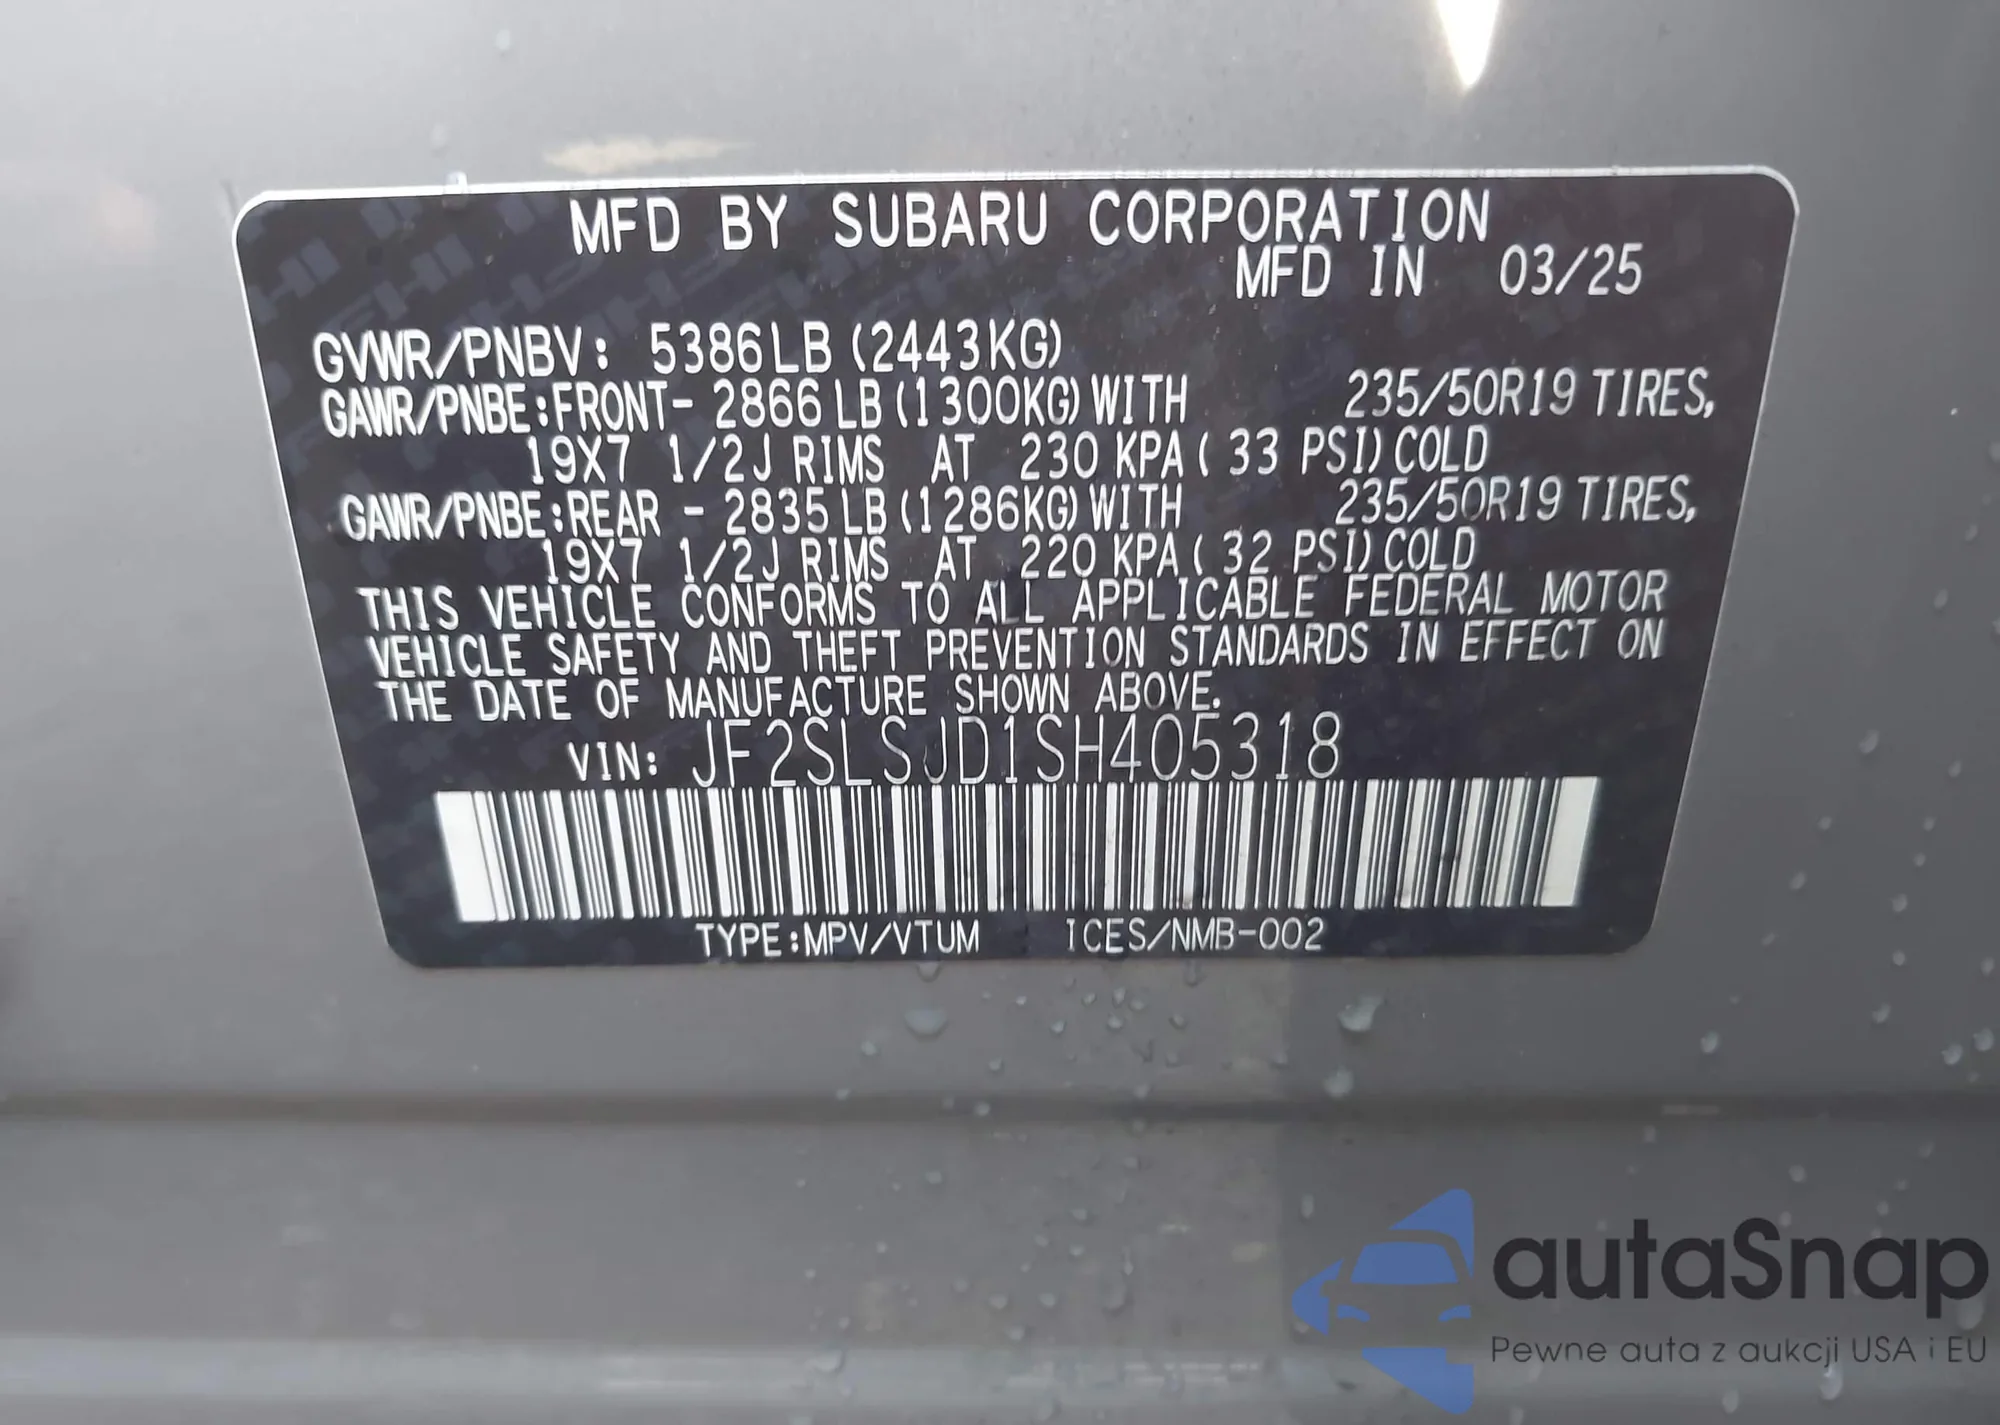 MFD BY SUBARU CORPORATION
MFD IN 03/25
GVWR/PNBV: 5386LB (2443KG)
GAWR/PNBE:FRONT- 2866LB(1300KG)WITH 235/50R19 TIRES,
19X7 1/2J RIMS AT 230 KPA( 33 PSI)COLD
GAWR/PNBE:REAR - 2835LB(1286KG)WITH 235/50R19 TIRES,
19X7 1/2J RIMS AT 220 KPA( 32 PSI)COLD
THIS VEHICLE CONFORMS TO ALL APPLICABLE FEDERAL MOTOR
VEHICLE SAFETY AND THEFT PREVENTION STANDARDS IN EFFECT ON
THE DATE OF MANUFACTURE SHOWN ABOVE.
VIN: JF2SLSJD1SH405318
TYPE:MPV/VTUM ICES/NMB-002
autaSnap
Pewne auta z aukcji USA i EU